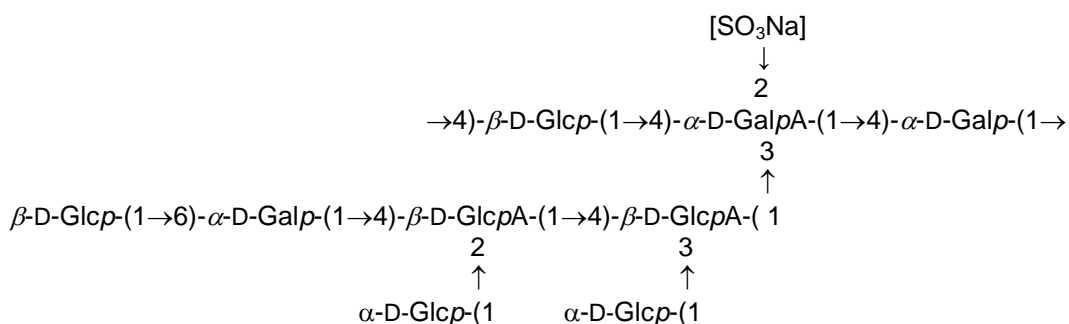 [SO₃Na]
↓
2
→4)-β-D-Glcp-(1→4)-α-D-GalpA-(1→4)-α-D-Galp-(1→
3
↑
β-D-Glcp-(1→6)-α-D-Galp-(1→4)-β-D-GlcpA-(1→4)-β-D-GlcpA-( 1
2 3
↑ ↑
α-D-Glcp-(1 α-D-Glcp-(1